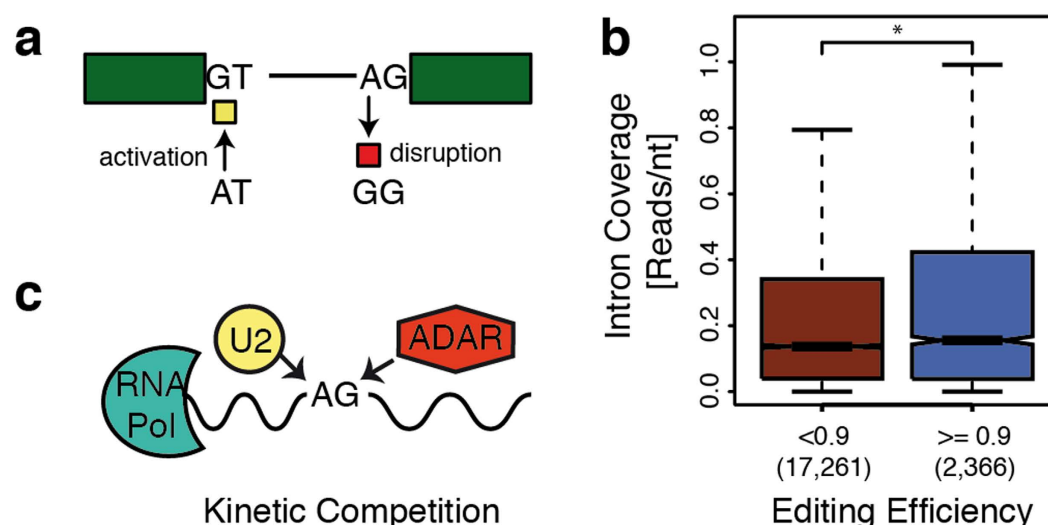 a
GT AG
activation disruption
AT GG
b
*
Intron Coverage
[Reads/nt]
1.0
0.8
0.6
0.4
0.2
0.0
<0.9 >= 0.9
(17,261) (2,366)
Editing Efficiency
c
U2 ADAR
RNA
Pol
AG
Kinetic Competition